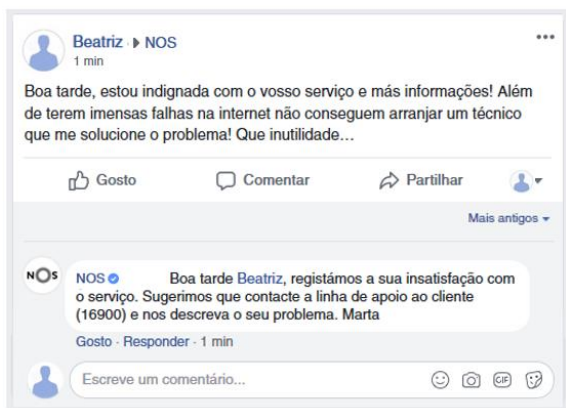 Beatriz NOS
1 min
Boa tarde, estou indignada com o vosso serviço e más informações! Além
de terem imensas falhas na internet não conseguem arranjar um técnico
que me solucione o problema! Que inutilidade…
Gosto Comentar Partilhar
Mais antigos
NOS
NOS Boa tarde Beatriz, registámos a sua insatisfação com
o serviço. Sugerimos que contacte a linha de apoio ao cliente
(16900) e nos descreva o seu problema. Marta
Gosto · Responder · 1 min
Escreve um comentário...
GIF